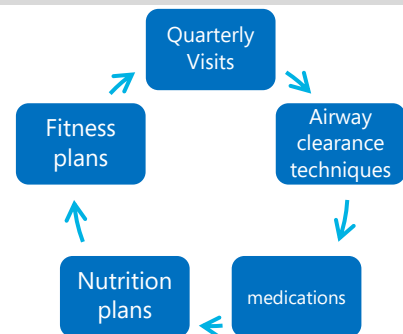 Quarterly
Visits
Airway
clearance
techniques
medications
Nutrition
plans
Fitness
plans